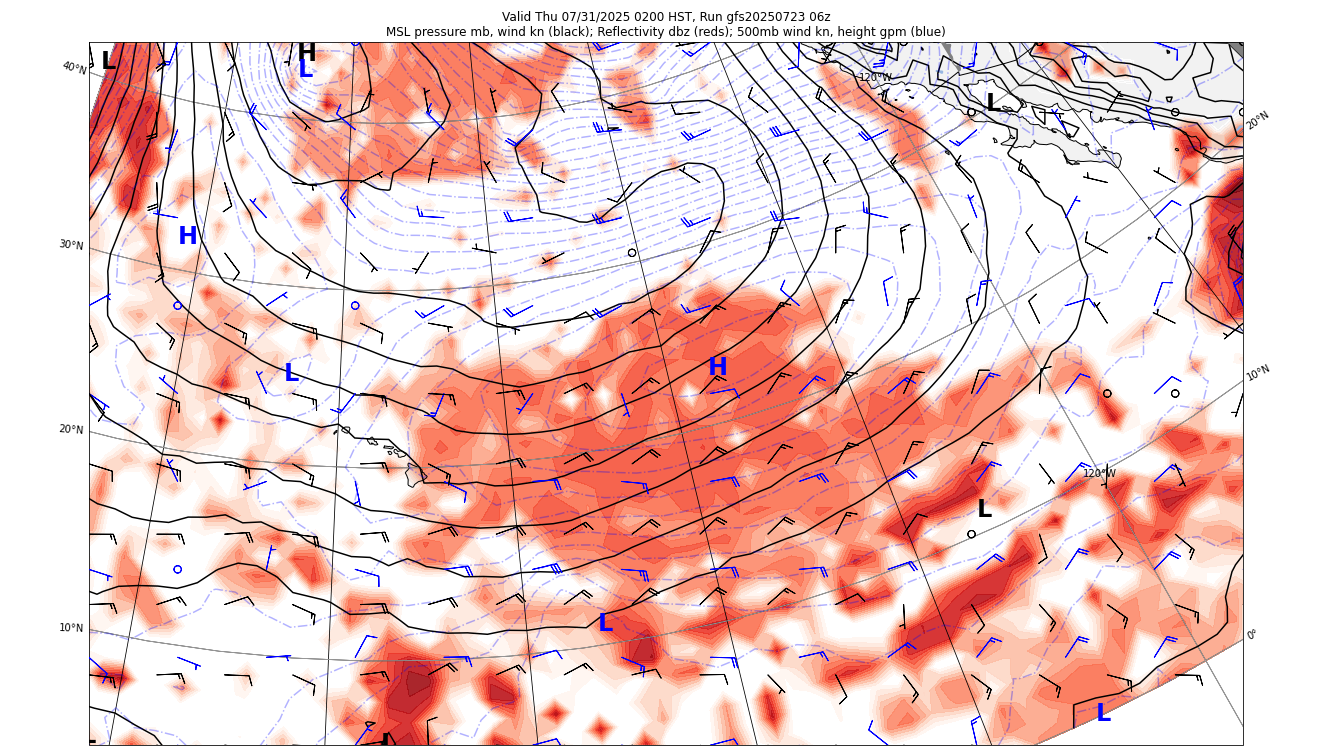 Valid Thu 07/31/2025 0200 HST, Run gfs20250723 06z
MSL pressure mb, wind kn (black); Reflectivity dbz (reds); 500mb wind kn, height gpm (blue)
L
H
L
40°N
120°W
L
20°N
H
30°N
L
H
10°N
20°N
120°W
L
L
10°N
0°
L
L